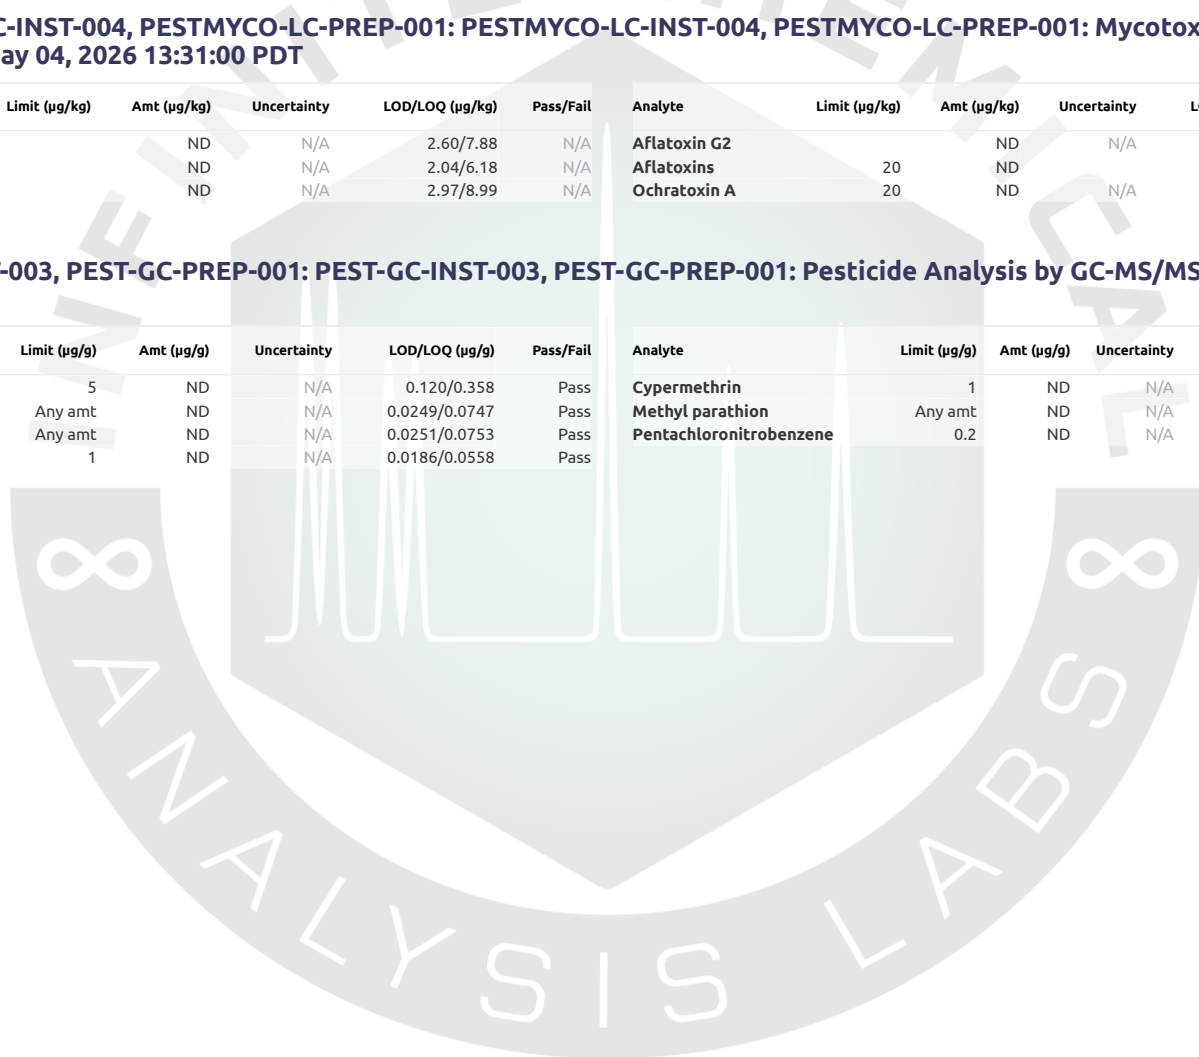 C-INST-004, PESTMYCO-LC-PREP-001: PESTMYCO-LC-INST-004, PESTMYCO-LC-PREP-001: Mycotox
ay 04, 2026 13:31:00 PDT
Limit (µg/kg) Amt (µg/kg) Uncertainty LOD/LOQ (µg/kg) Pass/Fail Analyte Limit (µg/kg) Amt (µg/kg) Uncertainty L
ND N/A 2.60/7.88 N/A Aflatoxin G2 ND N/A
ND N/A 2.04/6.18 N/A Aflatoxins 20 ND
ND N/A 2.97/8.99 N/A Ochratoxin A 20 ND N/A
-003, PEST-GC-PREP-001: PEST-GC-INST-003, PEST-GC-PREP-001: Pesticide Analysis by GC-MS/MS
Limit (µg/g) Amt (µg/g) Uncertainty LOD/LOQ (µg/g) Pass/Fail Analyte Limit (µg/g) Amt (µg/g) Uncertainty
5 ND N/A 0.120/0.358 Pass Cypermethrin 1 ND N/A
Any amt ND N/A 0.0249/0.0747 Pass Methyl parathion Any amt ND N/A
Any amt ND N/A 0.0251/0.0753 Pass Pentachloronitrobenzene 0.2 ND N/A
1 ND N/A 0.0186/0.0558 Pass
INFINITE CHEMICAL
∞ ANALYSIS LABS ∞